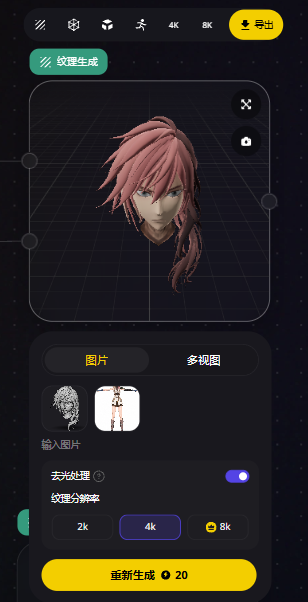 4K
8K
导出
纹理生成
图片
多视图
输入图片
去光处理 ?
纹理分辨率
2k
4k
8k
重新生成 20